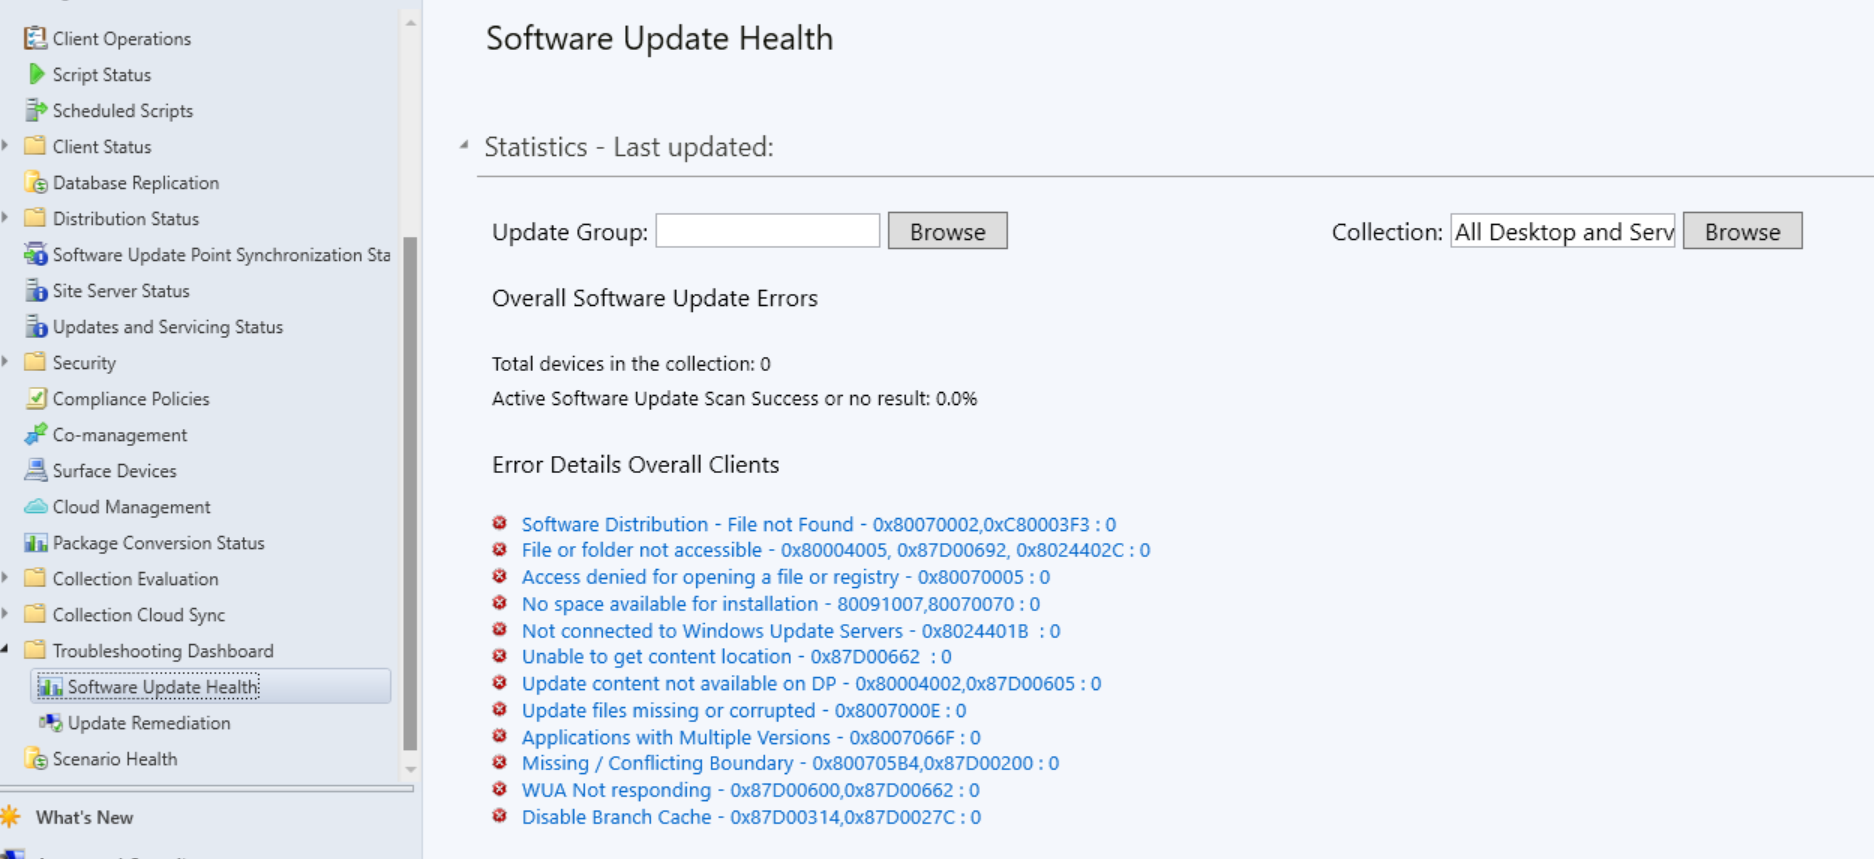 Client Operations
Script Status
Scheduled Scripts
Client Status
Database Replication
Distribution Status
Software Update Point Synchronization Sta
Site Server Status
Updates and Servicing Status
Security
Compliance Policies
Co-management
Surface Devices
Cloud Management
Package Conversion Status
Collection Evaluation
Collection Cloud Sync
Troubleshooting Dashboard
Software Update Health
Update Remediation
Scenario Health
What's New
Software Update Health
Statistics - Last updated:
Update Group: Browse Collection: All Desktop and Serv Browse
Overall Software Update Errors
Total devices in the collection: 0
Active Software Update Scan Success or no result: 0.0%
Error Details Overall Clients
Software Distribution - File not Found - 0x80070002,0xC80003F3 : 0
File or folder not accessible - 0x80004005, 0x87D00692, 0x8024402C : 0
Access denied for opening a file or registry - 0x80070005 : 0
No space available for installation - 80091007,80070070 : 0
Not connected to Windows Update Servers - 0x8024401B : 0
Unable to get content location - 0x87D00662 : 0
Update content not available on DP - 0x80004002,0x87D00605 : 0
Update files missing or corrupted - 0x8007000E : 0
Applications with Multiple Versions - 0x8007066F : 0
Missing / Conflicting Boundary - 0x800705B4,0x87D00200 : 0
WUA Not responding - 0x87D00600,0x87D00662 : 0
Disable Branch Cache - 0x87D00314,0x87D0027C : 0